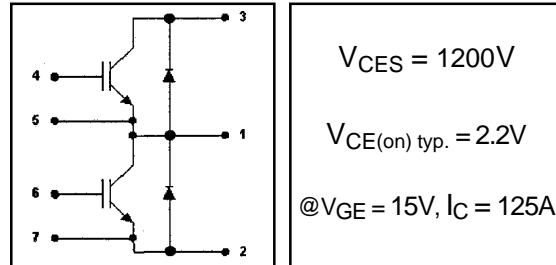 3
4
5
1
6
7
2
VCES = 1200V
VCE(on) typ. = 2.2V
@VGE = 15V, IC = 125A